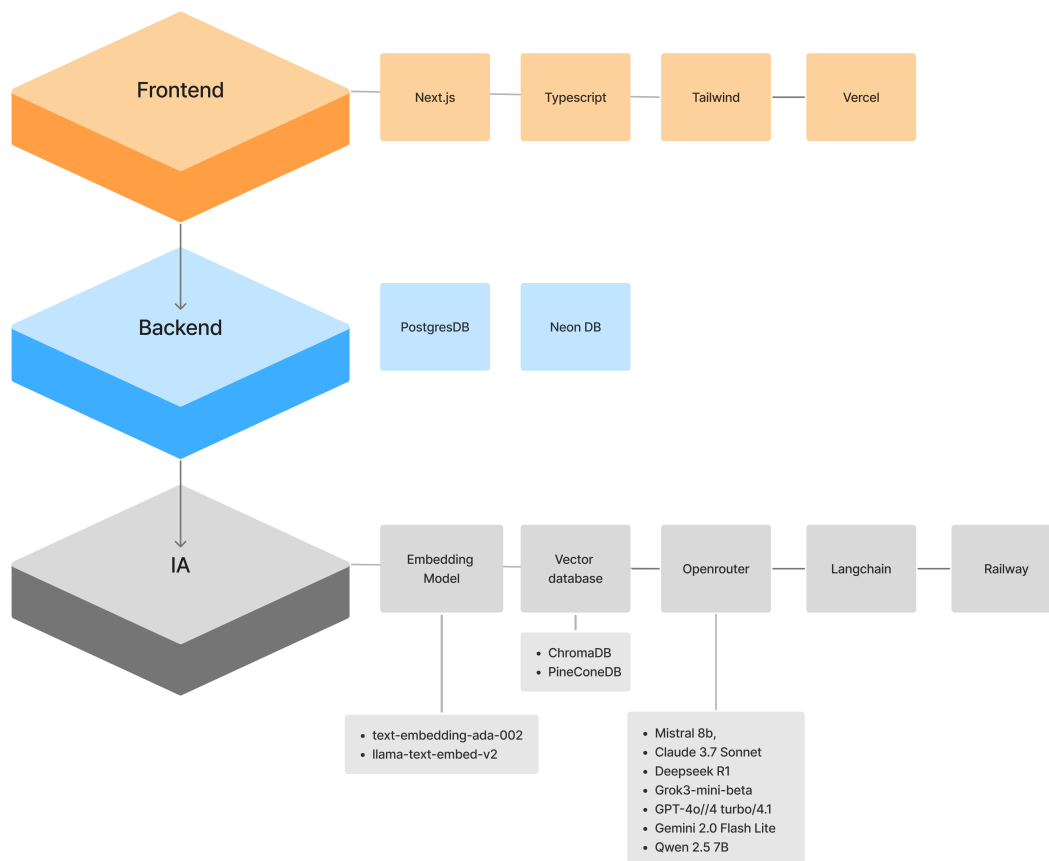 Frontend
Next.js
Typescript
Tailwind
Vercel
Backend
PostgresDB
Neon DB
IA
Embedding
Model
Vector
database
Openrouter
Langchain
Railway
• ChromaDB
• PineConeDB
• text-embedding-ada-002
• llama-text-embed-v2
• Mistral 8b,
• Claude 3.7 Sonnet
• Deepseek R1
• Grok3-mini-beta
• GPT-4o//4 turbo/4.1
• Gemini 2.0 Flash Lite
• Qwen 2.5 7B